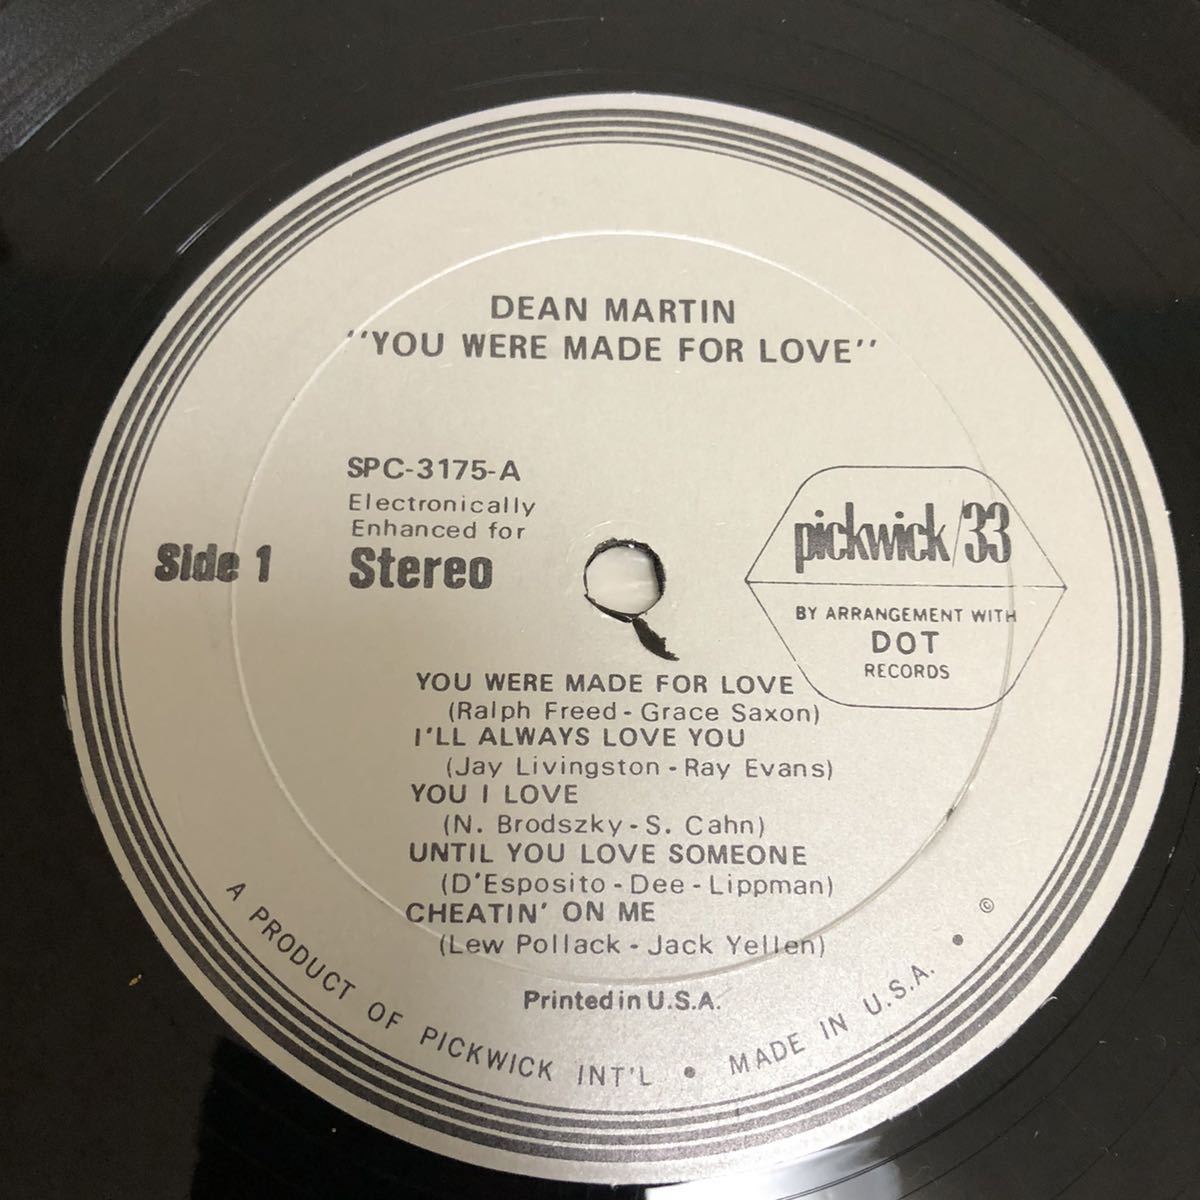 DEAN MARTIN
"YOU WERE MADE FOR LOVE"
SPC-3175-A
Electronically
Enhanced for
Stereo
Side 1
pickwick/33
BY ARRANGEMENT WITH
DOT
RECORDS
YOU WERE MADE FOR LOVE
(Ralph Freed - Grace Saxon)
I'LL ALWAYS LOVE YOU
(Jay Livingston - Ray Evans)
YOU I LOVE
(N. Brodszky - S. Cahn)
UNTIL YOU LOVE SOMEONE
(D'Esposito - Dee - Lippman)
CHEATIN' ON ME
(Lew Pollack - Jack Yellen)
Printed in U.S.A.
A PRODUCT OF PICKWICK INT'L • MADE IN U.S.A. • ©